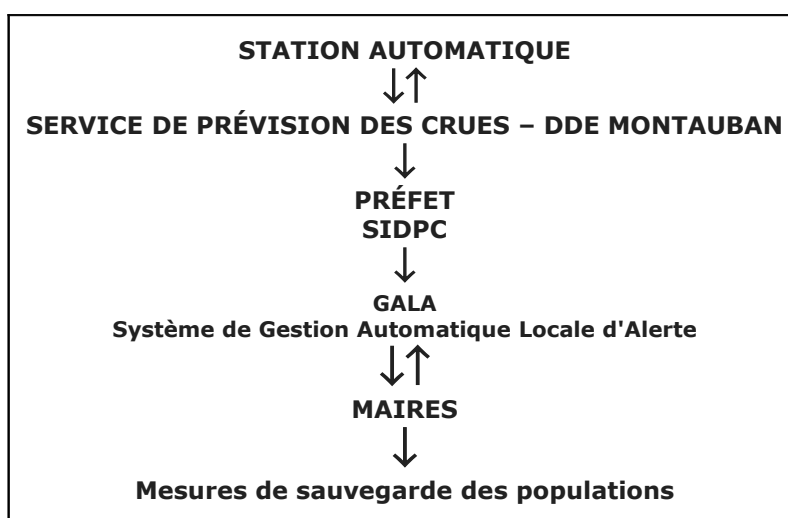 STATION AUTOMATIQUE
↓↑
SERVICE DE PRÉVISION DES CRUES – DDE MONTAUBAN
↓
PRÉFET
SIDPC
↓
GALA
Système de Gestion Automatique Locale d'Alerte
↓↑
MAIRES
↓
Mesures de sauvegarde des populations